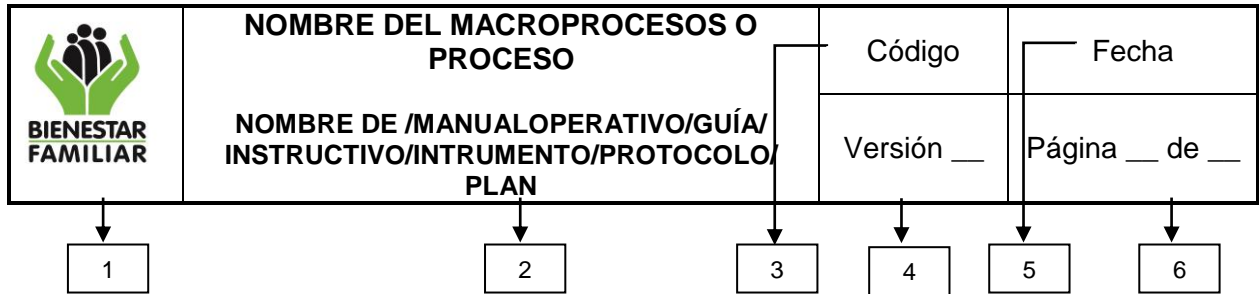 BIENESTAR
FAMILIAR
NOMBRE DEL MACROPROCESOS O
PROCESO
NOMBRE DE /MANUALOPERATIVO/GUÍA/
INSTRUCTIVO/INTRUMENTO/PROTOCOLO/
PLAN
Código
Fecha
Versión __
Página __ de __
1
2
3
4
5
6